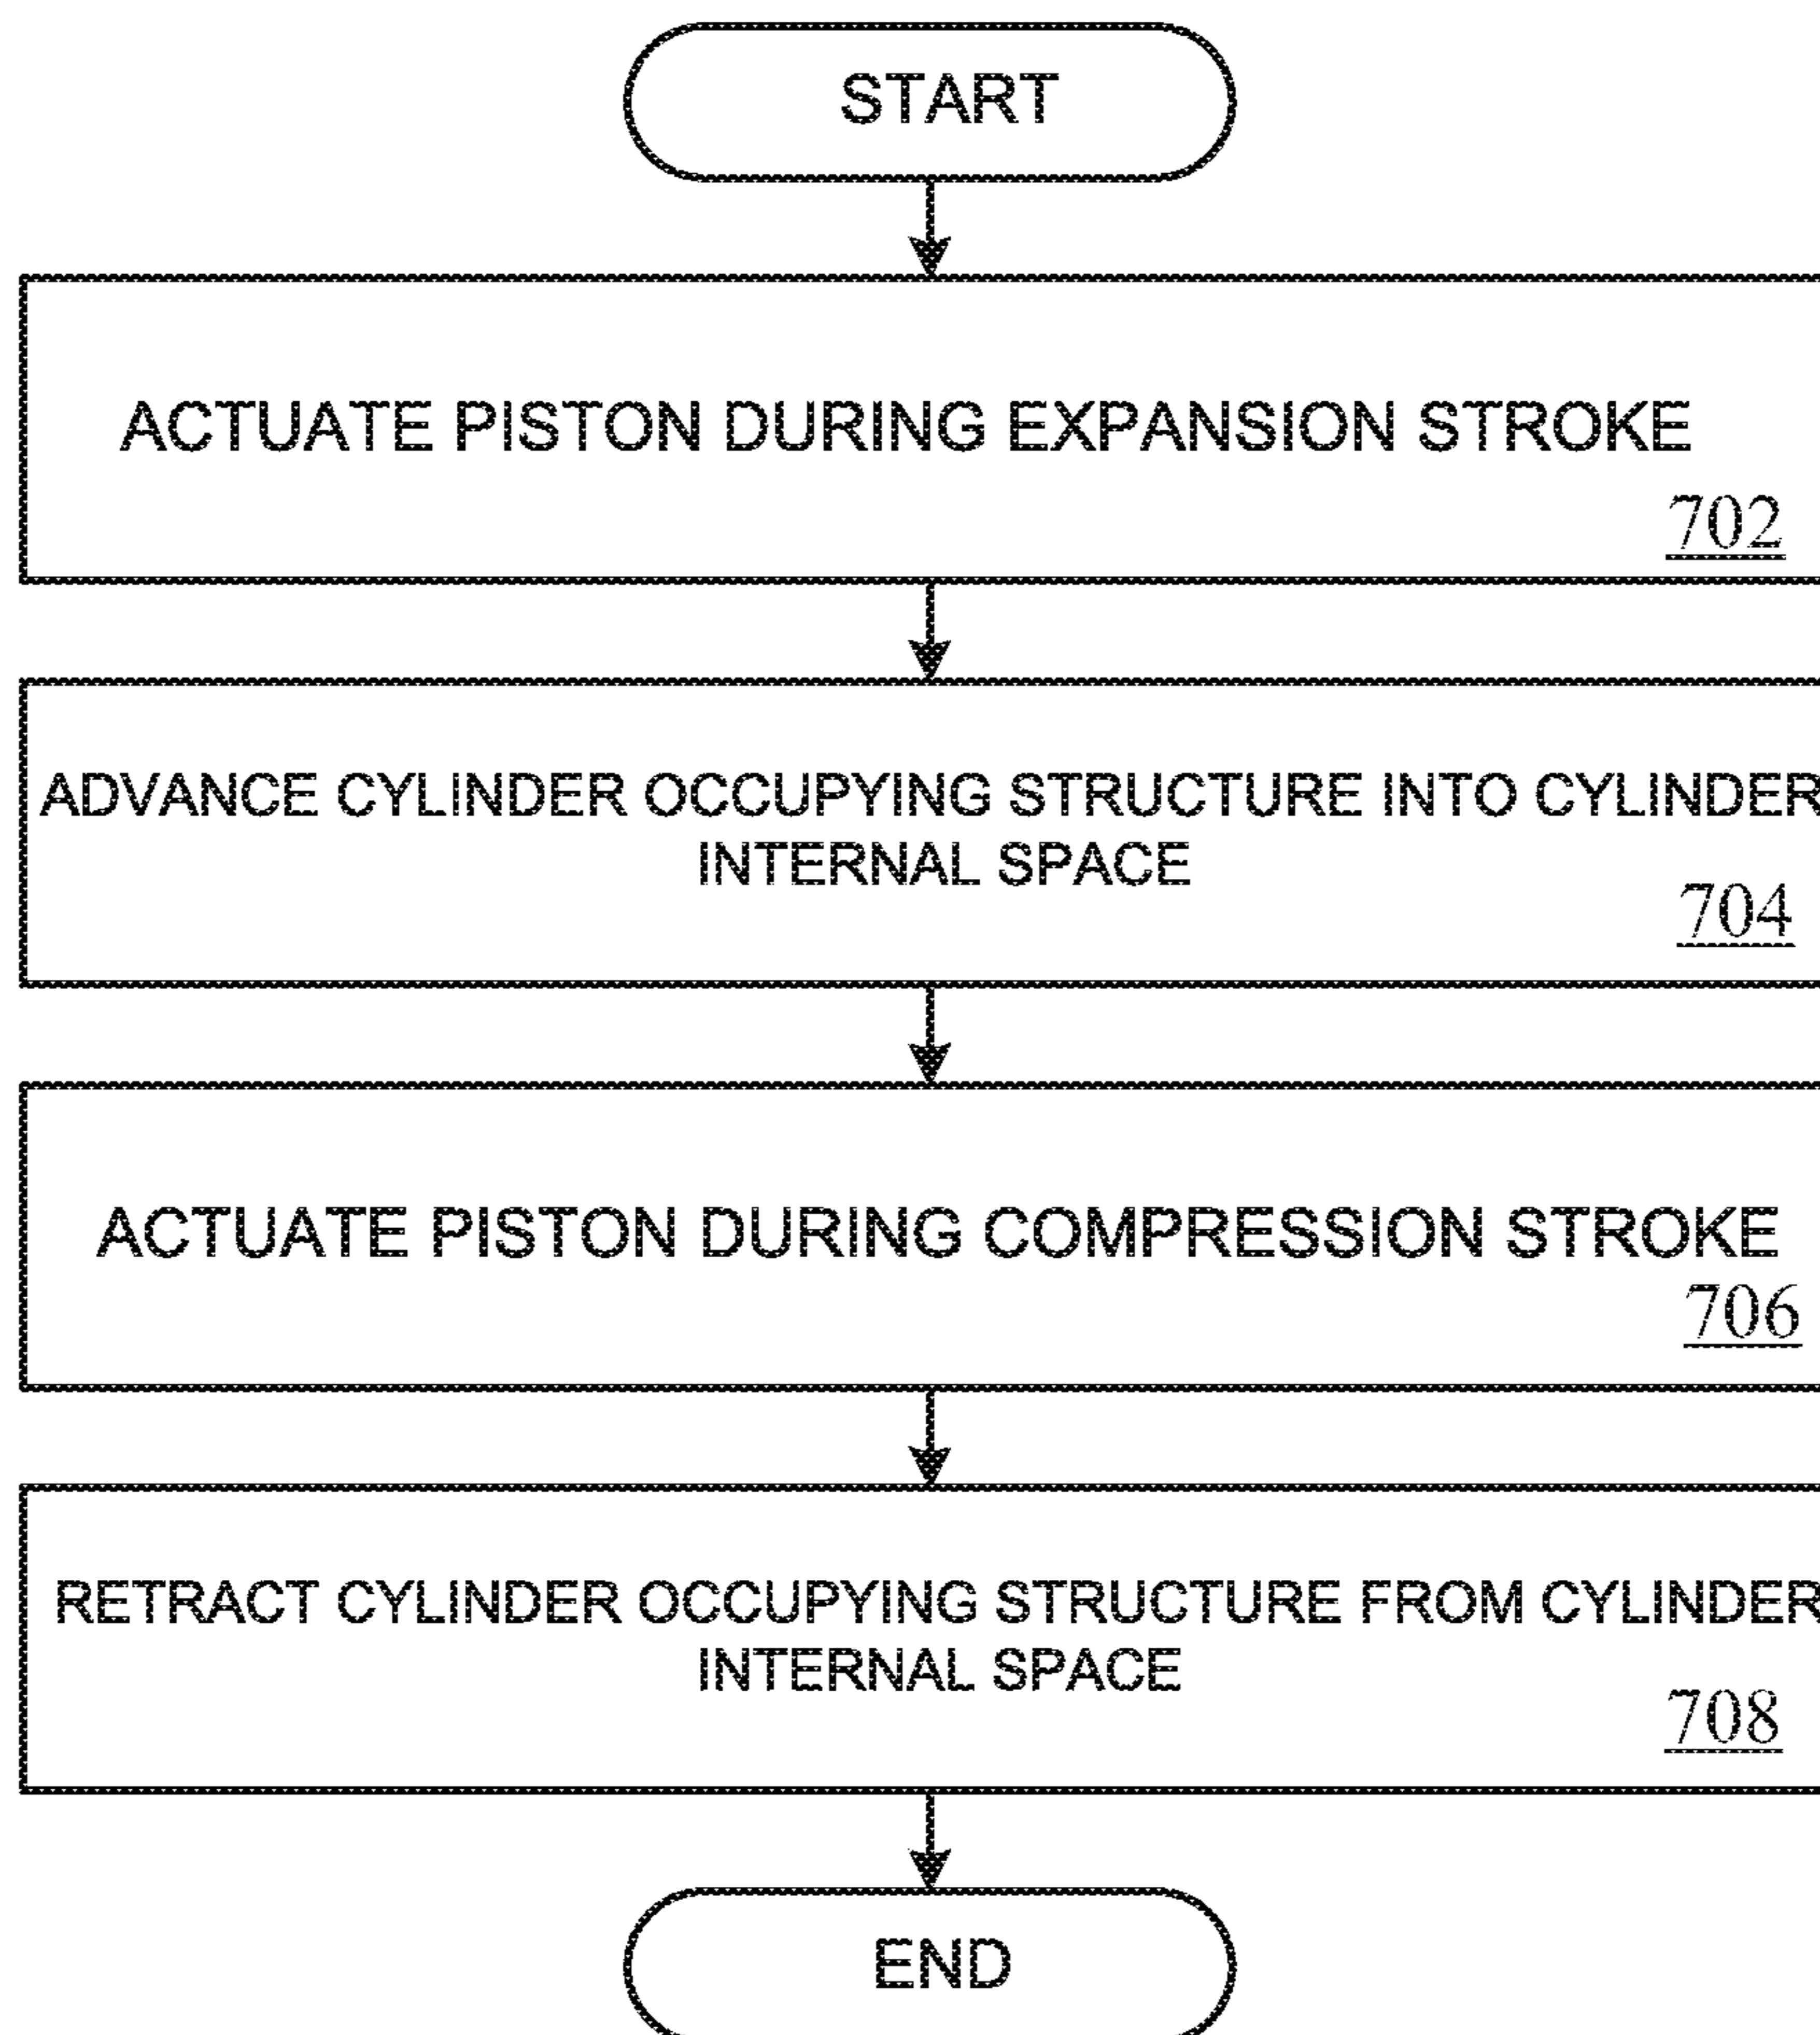 START
ACTUATE PISTON DURING EXPANSION STROKE
702
ADVANCE CYLINDER OCCUPYING STRUCTURE INTO CYLINDER
INTERNAL SPACE
704
ACTUATE PISTON DURING COMPRESSION STROKE
706
RETRACT CYLINDER OCCUPYING STRUCTURE FROM CYLINDER
INTERNAL SPACE
708
END